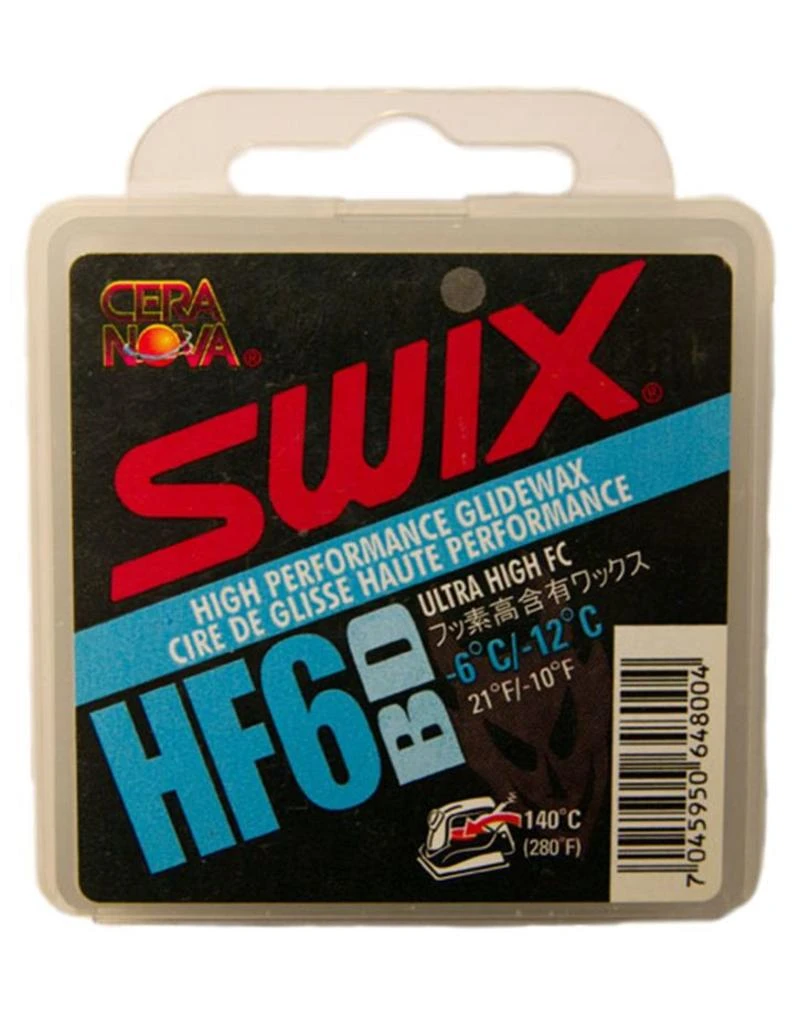 CERA
NOVA®
SWIX®
HIGH PERFORMANCE GLIDEWAX
CIRE DE GLISSE HAUTE PERFORMANCE
HF6
BD
ULTRA HIGH FC
フッ素高含有ワックス
-6°C/-12°C
21°F/-10°F
140°C
(280°F)
7 045950 648004